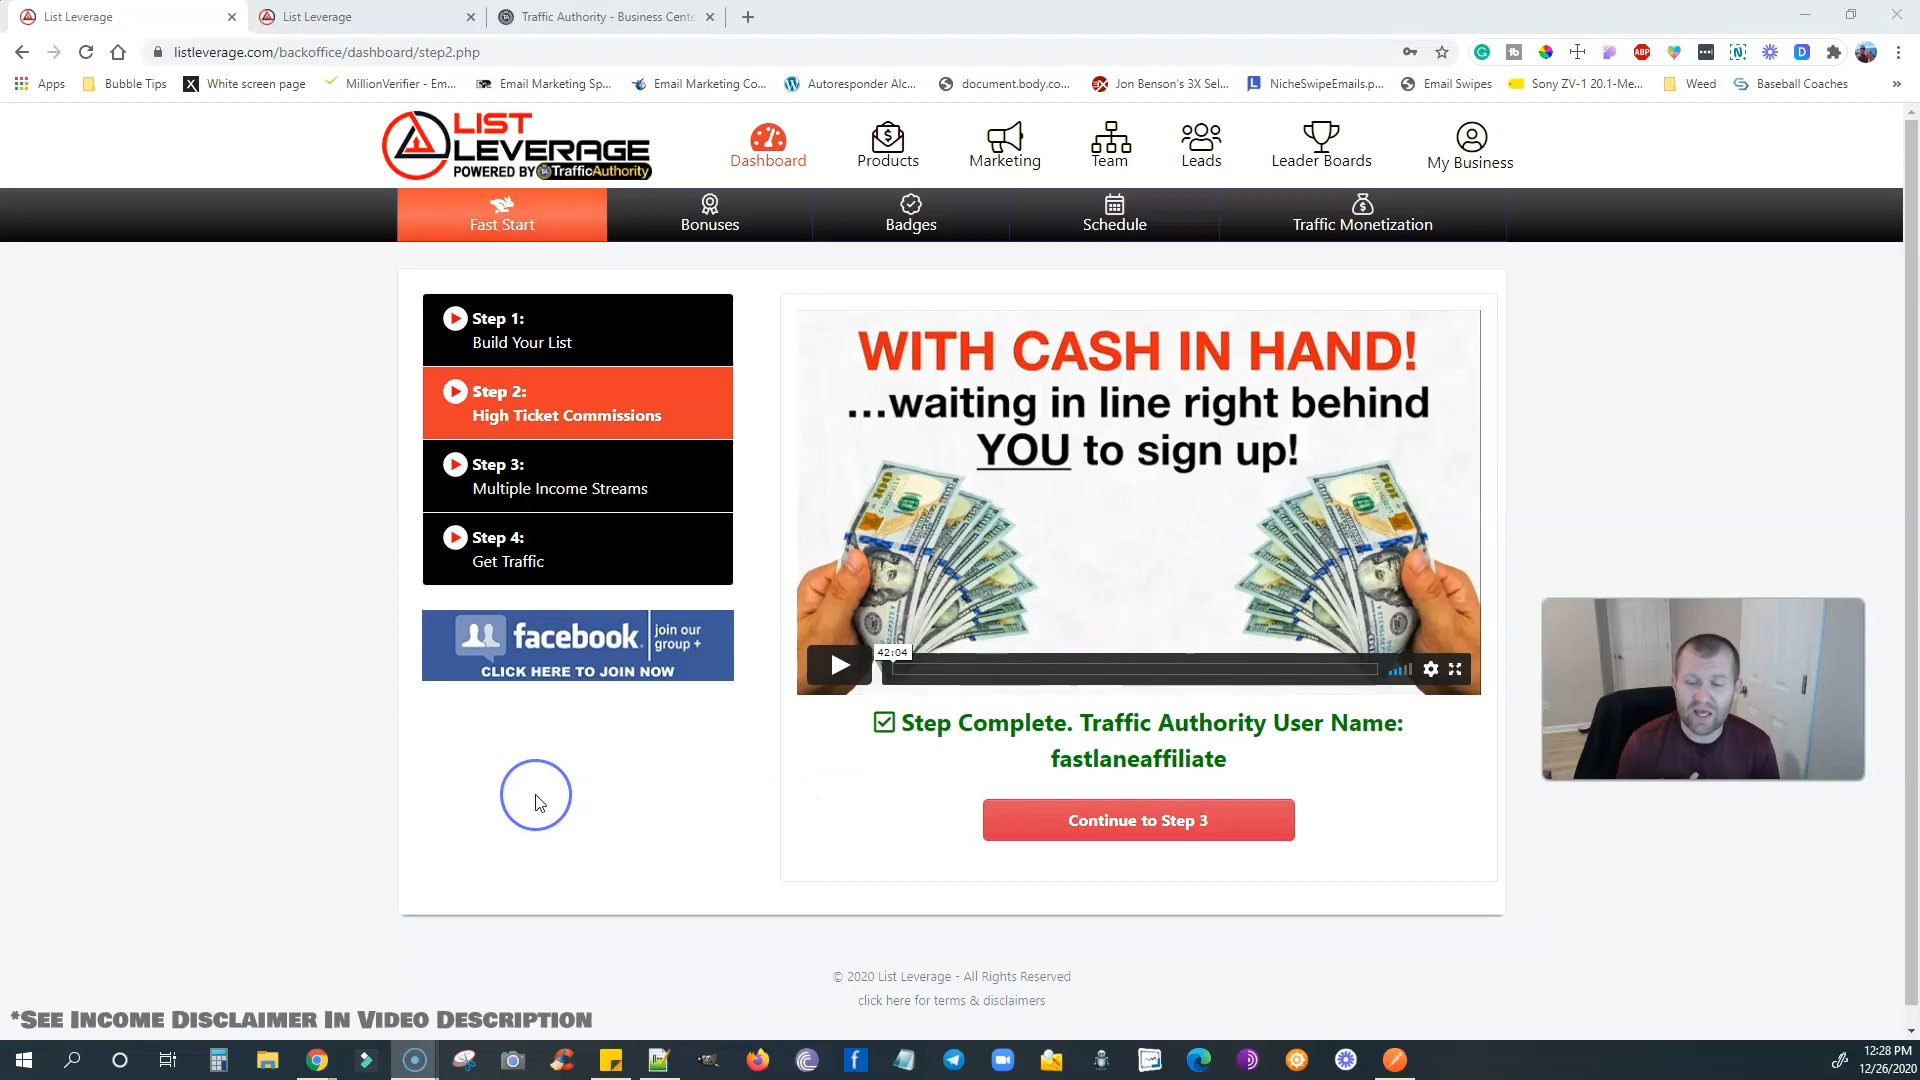 List Leverage
List Leverage
Traffic Authority - Business Cente
listleverage.com/backoffice/dashboard/step2.php
Apps
Bubble Tips
White screen page
MillionVerifier - Em...
Email Marketing Sp...
Email Marketing Co...
Autoresponder Alc...
document.body.co...
Jon Benson's 3X Sel...
NicheSwipeEmails.p...
Email Swipes
Sony ZV-1 20.1-Me...
Weed
Baseball Coaches
»
LIST
LEVERAGE
POWERED BY TrafficAuthority
Dashboard
Products
Marketing
Team
Leads
Leader Boards
My Business
Fast Start
Bonuses
Badges
Schedule
Traffic Monetization
Step 1:
Build Your List
Step 2:
High Ticket Commissions
Step 3:
Multiple Income Streams
Step 4:
Get Traffic
facebook.
join our
group +
CLICK HERE TO JOIN NOW
WITH CASH IN HAND!
...waiting in line right behind
YOU to sign up!
42:04
Step Complete. Traffic Authority User Name:
fastlaneaffiliate
Continue to Step 3
© 2020 List Leverage - All Rights Reserved
click here for terms & disclaimers
*SEE INCOME DISCLAIMER IN VIDEO DESCRIPTION
12:28 PM
12/26/2020